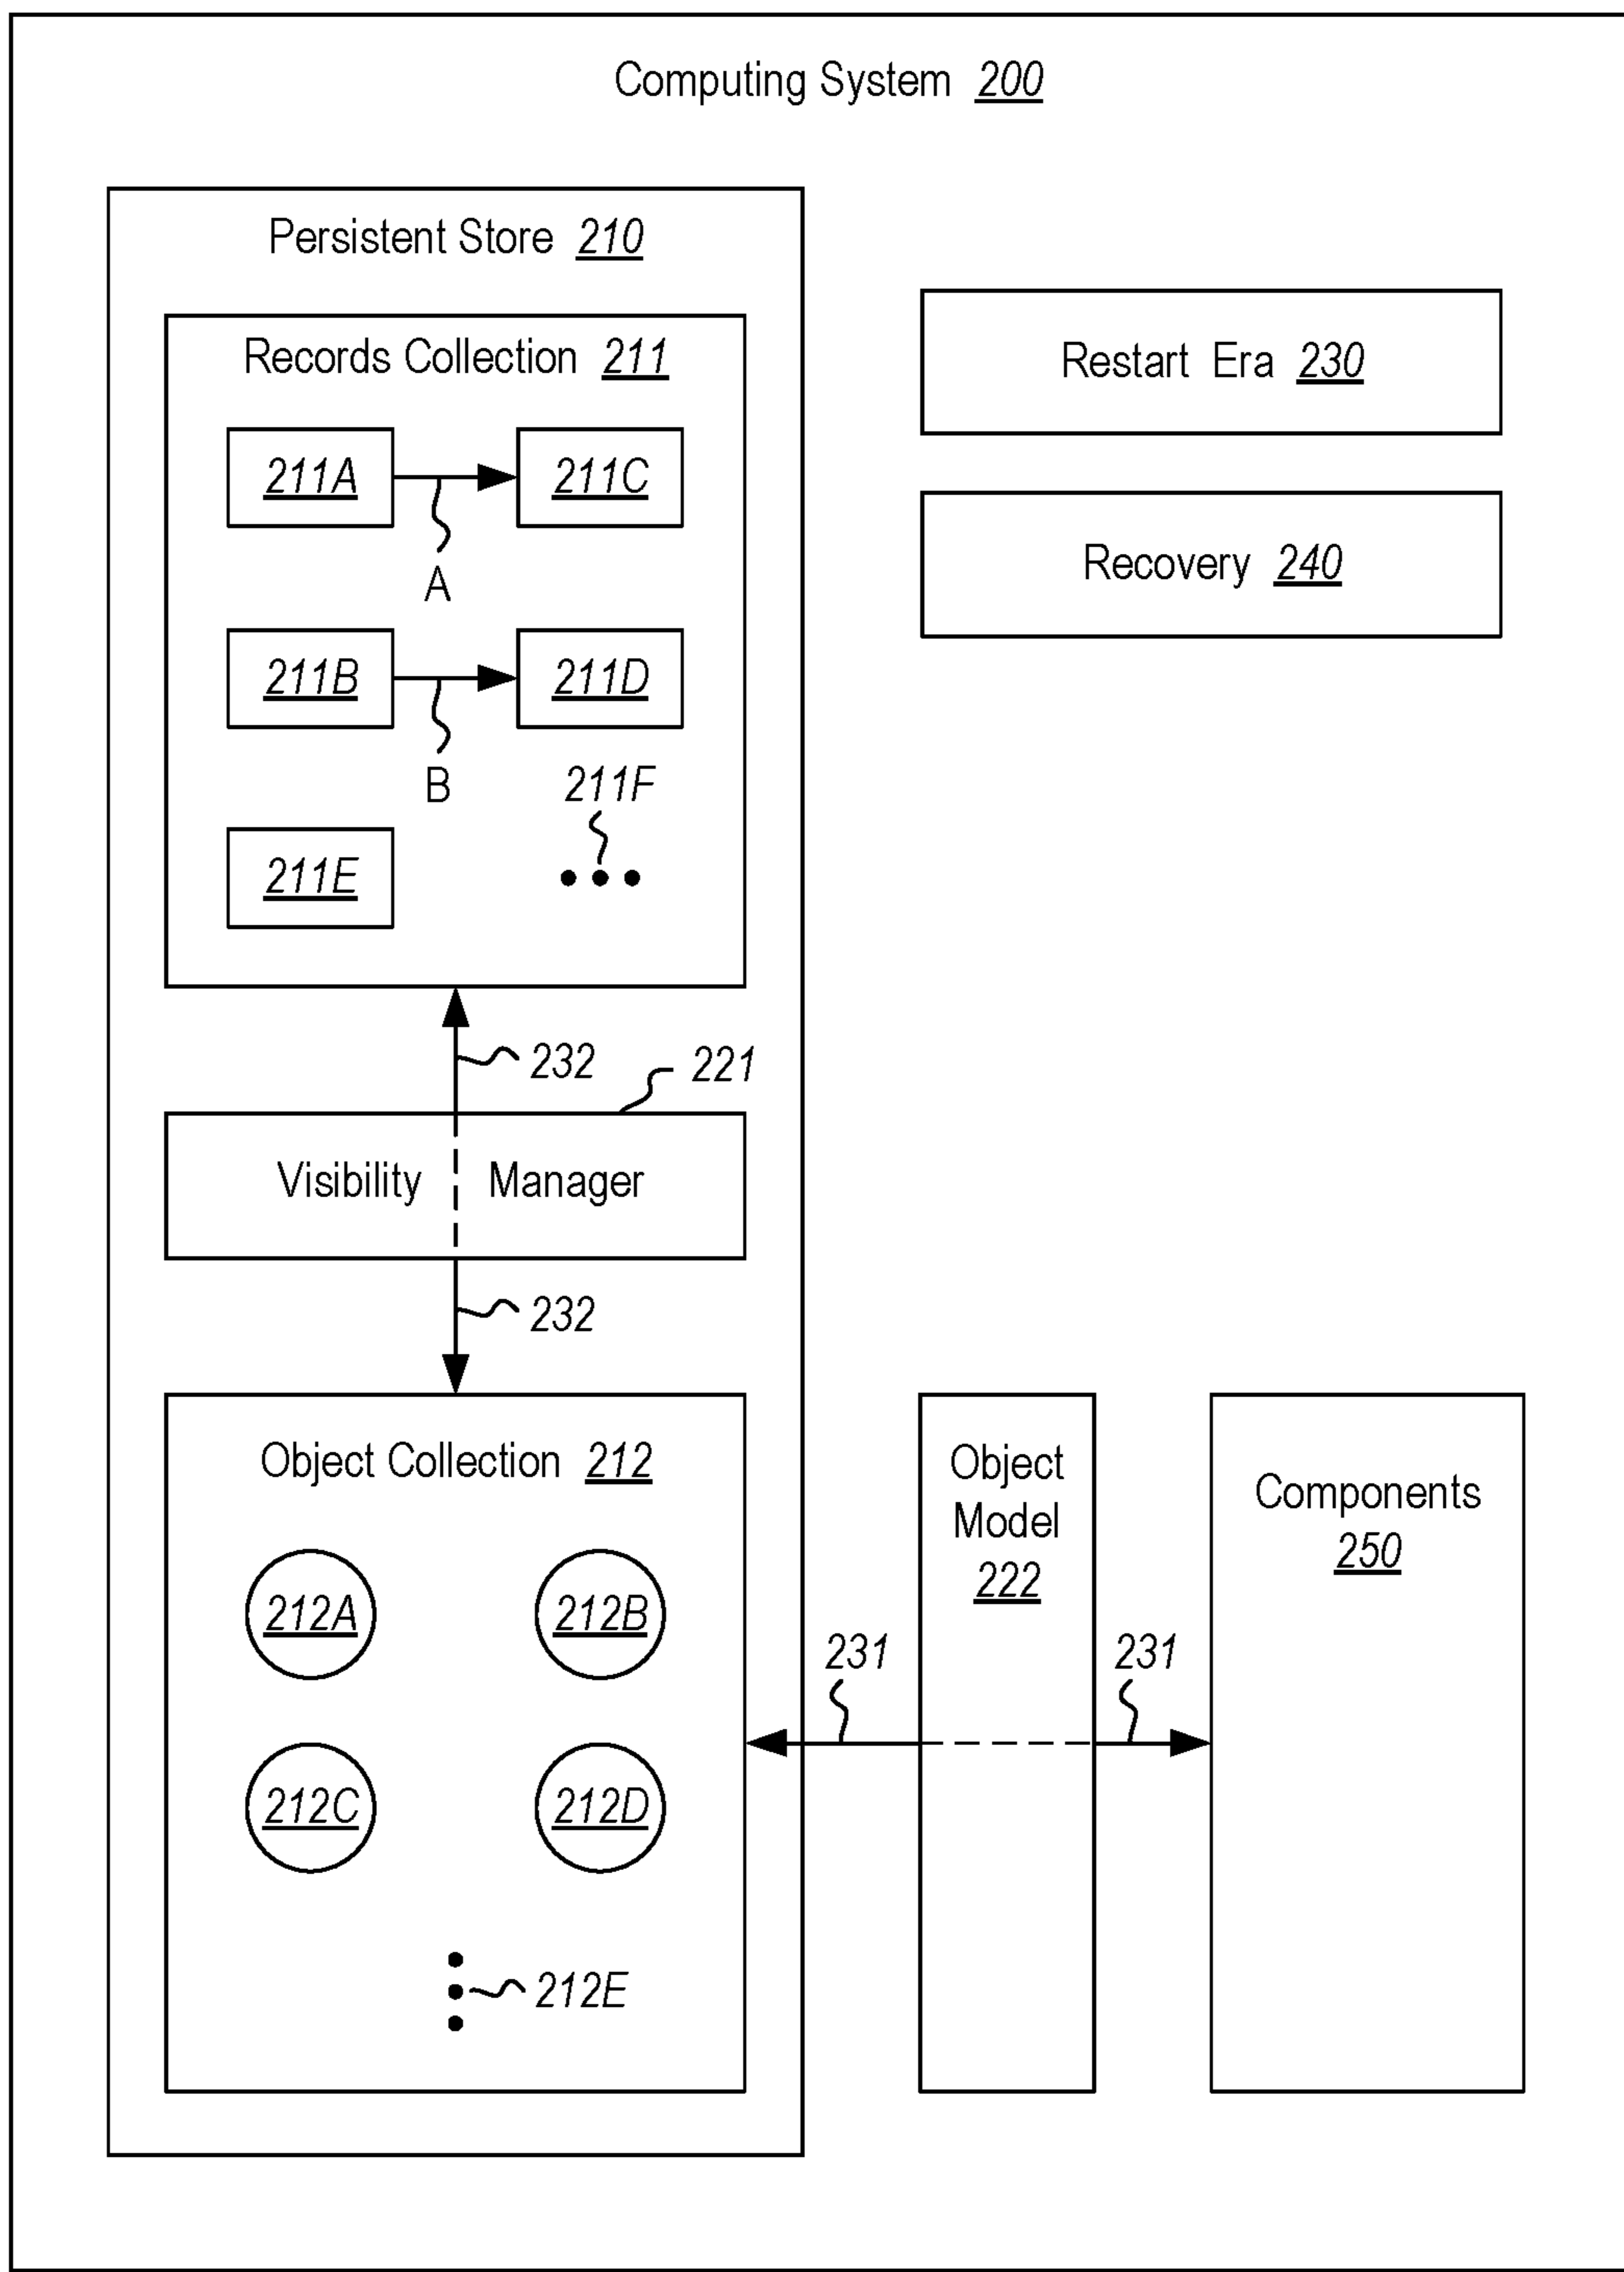 Computing System 200
Persistent Store 210
Records Collection 211
211A
211C
A
211B
211D
B
211F
211E
Restart Era 230
Recovery 240
232
221
Visibility Manager
232
Object Collection 212
212A
212B
212C
212D
212E
231
Object
Model
222
231
Components
250